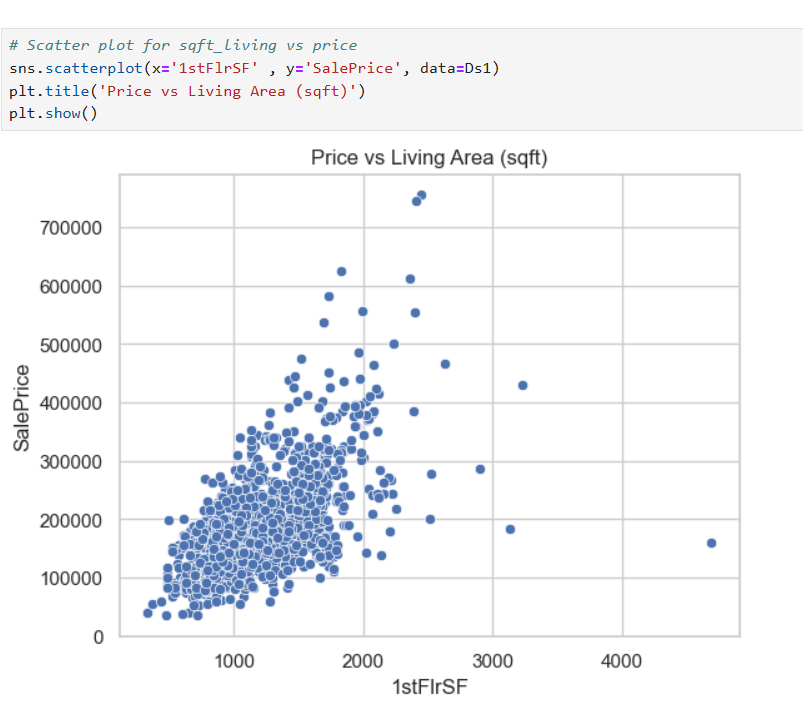 # Scatter plot for sqft_living vs price
sns.scatterplot(x='1stFlrSF' , y='SalePrice', data=Ds1)
plt.title('Price vs Living Area (sqft)')
plt.show()
Price vs Living Area (sqft)
700000
600000
500000
400000
300000
200000
100000
0
SalePrice
1000 2000 3000 4000
1stFlrSF